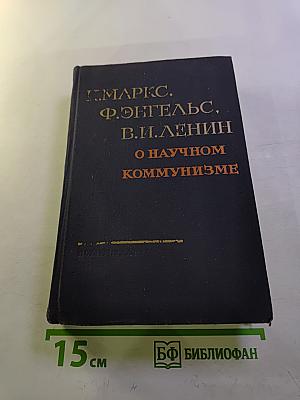 К.МАРКС,
Ф.ЭНГЕЛЬС,
В.И.ЛЕНИН
О НАУЧНОМ
КОММУНИЗМЕ
15 см
БФ БИБЛИОФАН